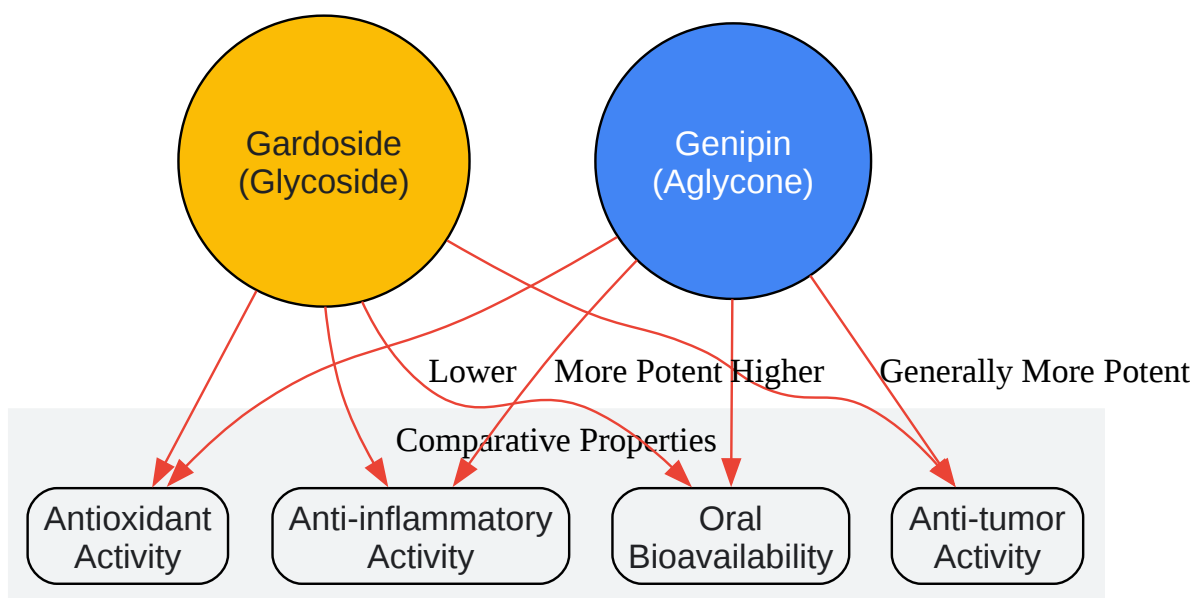 Gardoside
(Glycoside)
Genipin
(Aglycone)
Lower
More Potent
Higher
Generally More Potent
Comparative Properties
Antioxidant
Activity
Anti-inflammatory
Activity
Oral
Bioavailability
Anti-tumor
Activity